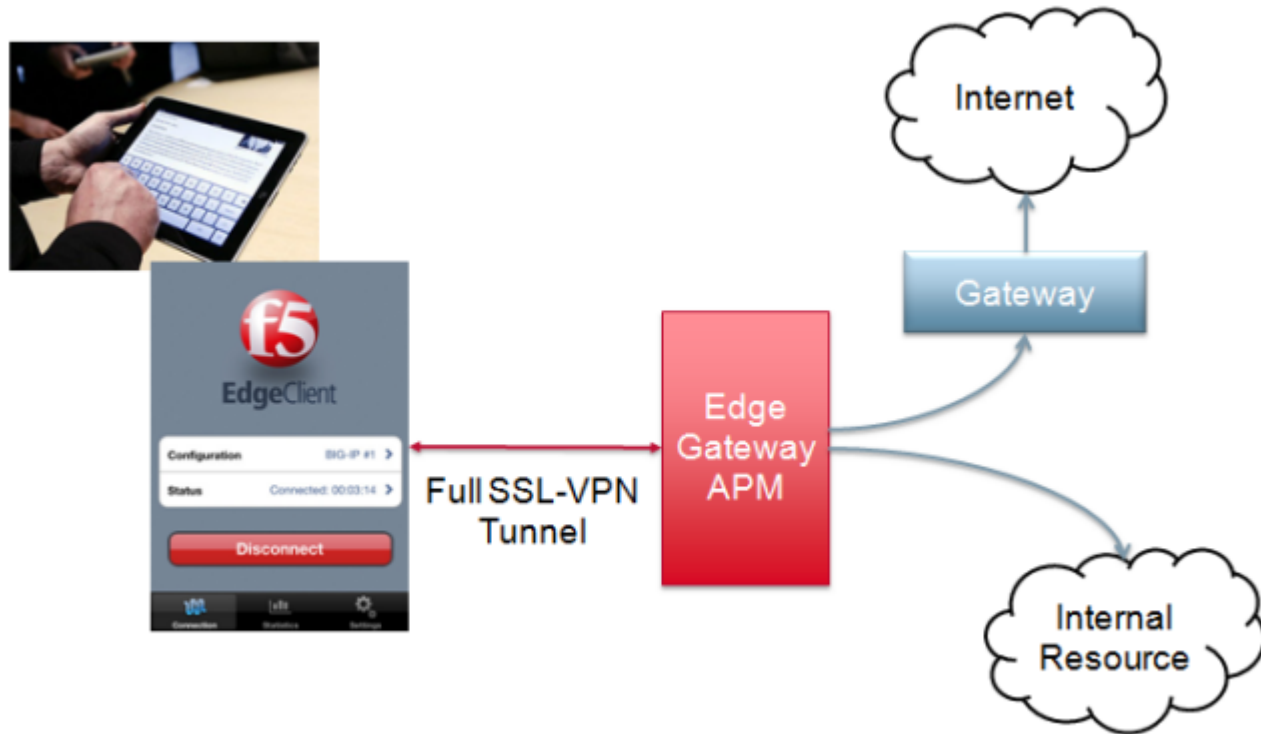 Internet
Gateway
f5
EdgeClient
Configuration BIG-IP #1
Status Connected: 00:03:14
Disconnect
Connection Statistics Settings
Full SSL-VPN
Tunnel
Edge
Gateway
APM
Internal
Resource